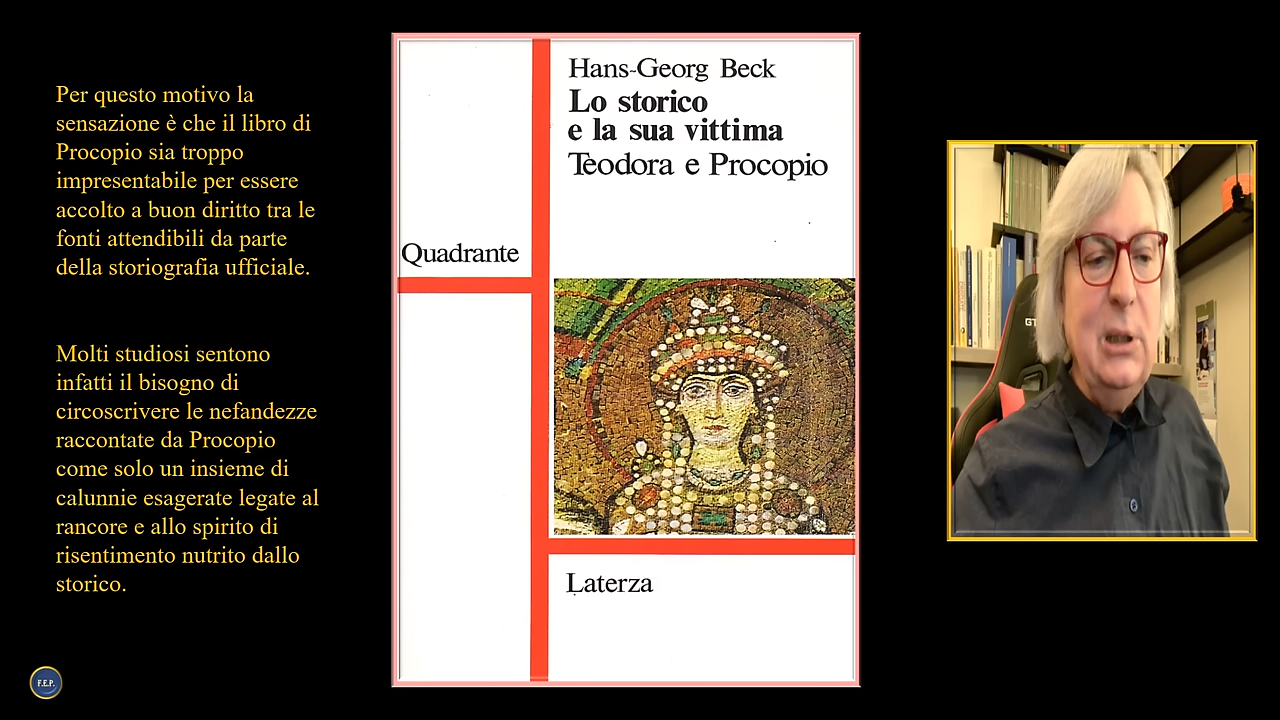 Per questo motivo la
sensazione è che il libro di
Procopio sia troppo
impresentabile per essere
accolto a buon diritto tra le
fonti attendibili da parte
della storiografia ufficiale.
Molti studiosi sentono
infatti il bisogno di
circoscrivere le nefandezze
raccontate da Procopio
come solo un insieme di
calunnie esagerate legate al
rancore e allo spirito di
risentimento nutrito dallo
storico.
F.E.P.
Hans-Georg Beck
Lo storico
e la sua vittima
Teodora e Procopio
Quadrante
Laterza
GT